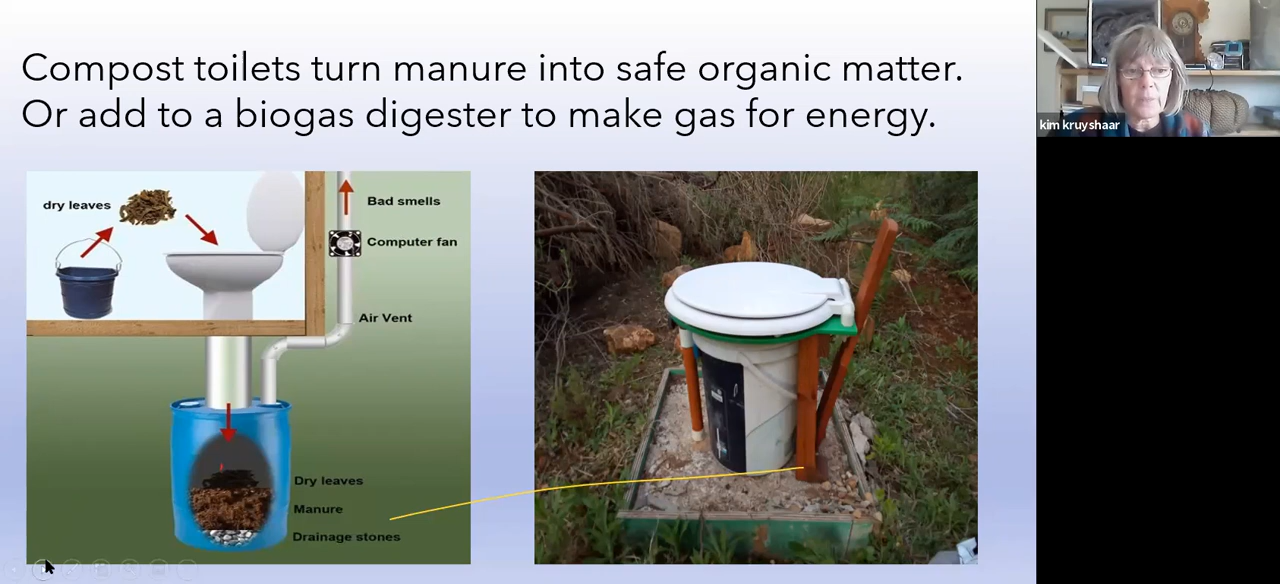 Compost toilets turn manure into safe organic matter.
Or add to a biogas digester to make gas for energy.
kim kruyshaar
dry leaves
Bad smells
Computer fan
Air Vent
Dry leaves
Manure
Drainage stones